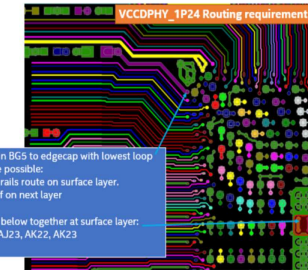 VCCDPHY_1P24 Routing requirement
n BG5 to edgecap with lowest loop
possible:
rails route on surface layer.
f on next layer
below together at surface layer:
AJ23, AK22, AK23